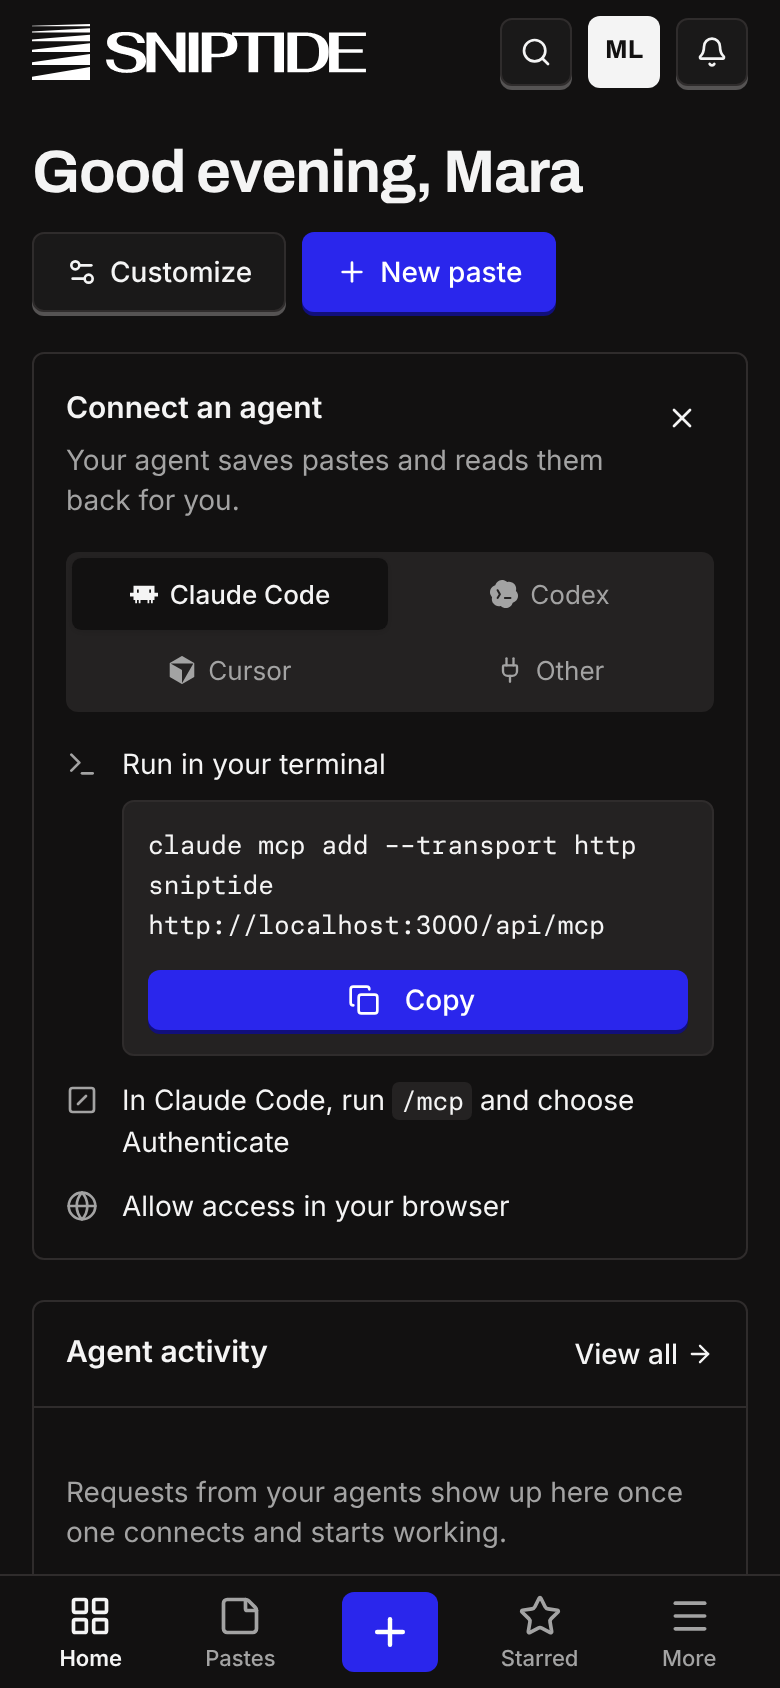 SNIPTIDE
ML
Good evening, Mara
Customize
New paste
Connect an agent
Your agent saves pastes and reads them
back for you.
Claude Code
Codex
Cursor
Other
Run in your terminal
claude mcp add --transport http
sniptide
http://localhost:3000/api/mcp
Copy
In Claude Code, run /mcp and choose
Authenticate
Allow access in your browser
Agent activity
View all
Requests from your agents show up here once
one connects and starts working.
Home
Pastes
Starred
More